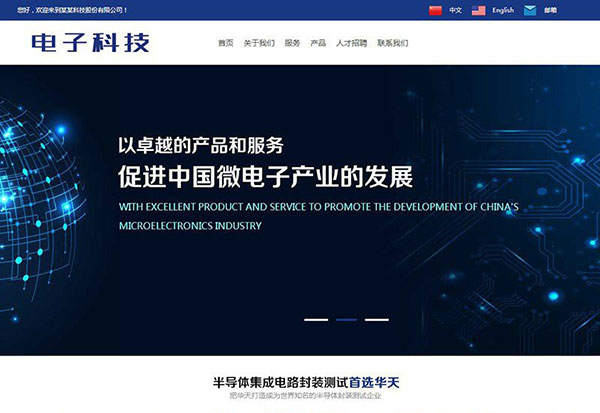 您好，欢迎来到某某科技股份有限公司！
中文
English
邮箱
电子科技
首页 关于我们 服务 产品 人才招聘 联系我们
以卓越的产品和服务
促进中国微电子产业的发展
WITH EXCELLENT PRODUCT AND SERVICE TO PROMOTE THE DEVELOPMENT OF CHINA'S
MICROELECTRONICS INDUSTRY
半导体集成电路封装测试首选华天
把华天打造成为世界知名的半导体封装测试企业